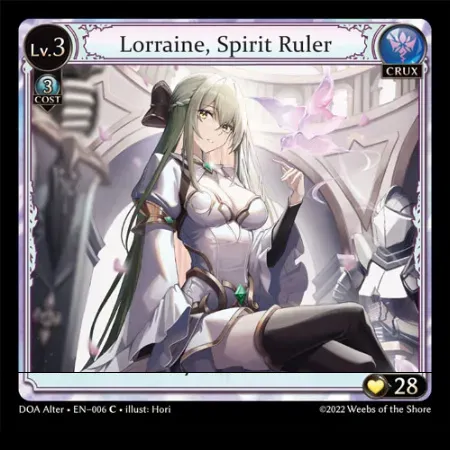 Lv.3
Lorraine, Spirit Ruler
CRUX
3
COST
28
DOA Alter • EN–006 C • illust: Hori
©2022 Weebs of the Shore